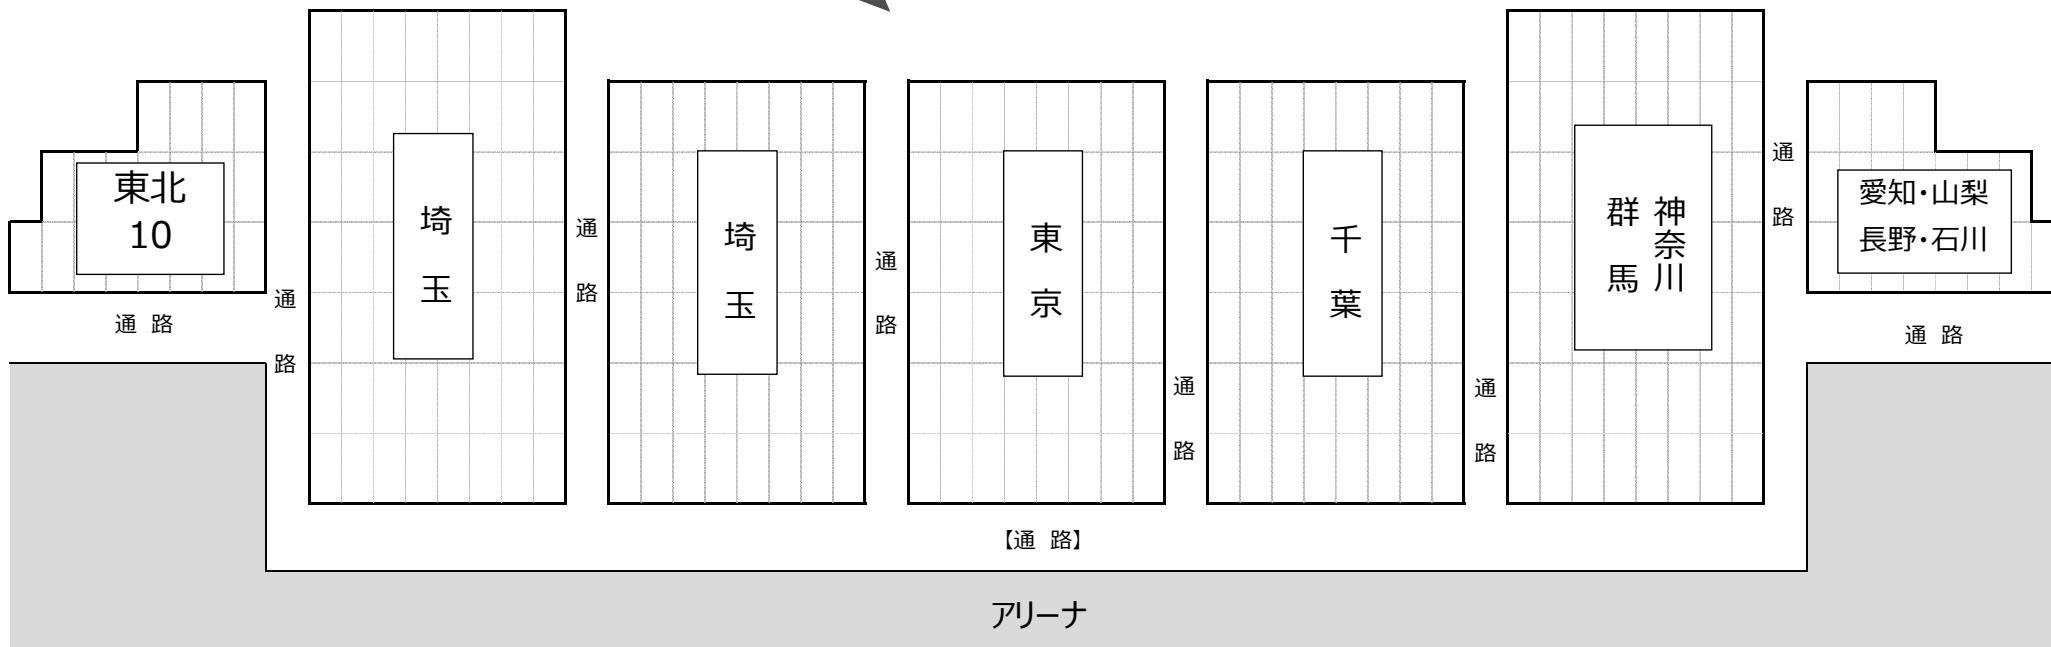 東北
10
通 路
通 路
埼 玉
通 路
埼 玉
通 路
東 京
通 路
千 葉
通 路
神奈川
群 馬
通 路
愛知・山梨
長野・石川
通 路
【通 路】
アリーナ